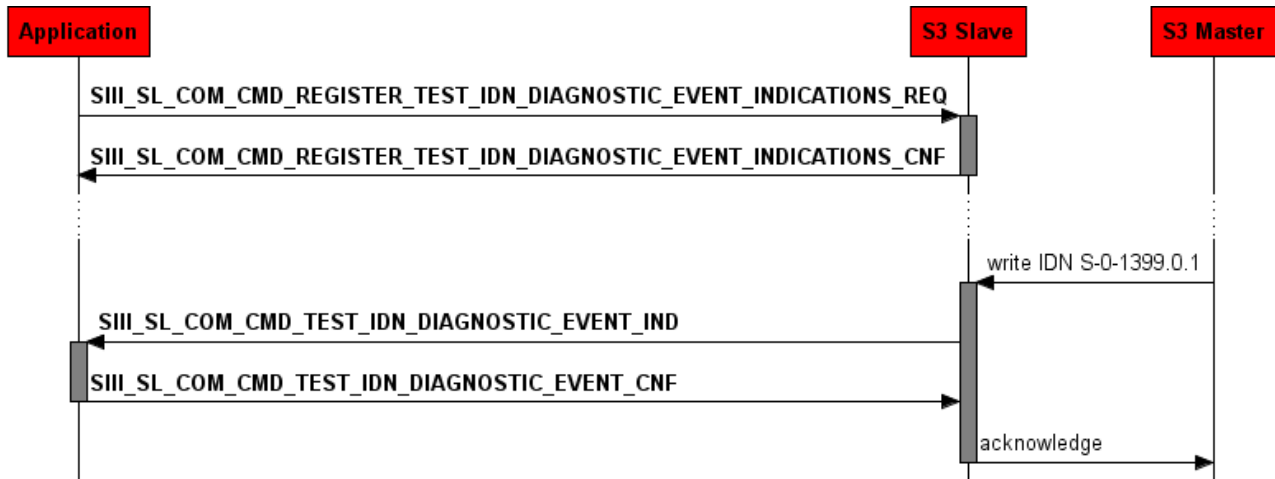 Application
S3 Slave
S3 Master
SIII_SL_COM_CMD_REGISTER_TEST_IDN_DIAGNOSTIC_EVENT_INDICATIONS_REQ
SIII_SL_COM_CMD_REGISTER_TEST_IDN_DIAGNOSTIC_EVENT_INDICATIONS_CNF
write IDN S-0-1399.0.1
SIII_SL_COM_CMD_TEST_IDN_DIAGNOSTIC_EVENT_IND
SIII_SL_COM_CMD_TEST_IDN_DIAGNOSTIC_EVENT_CNF
acknowledge